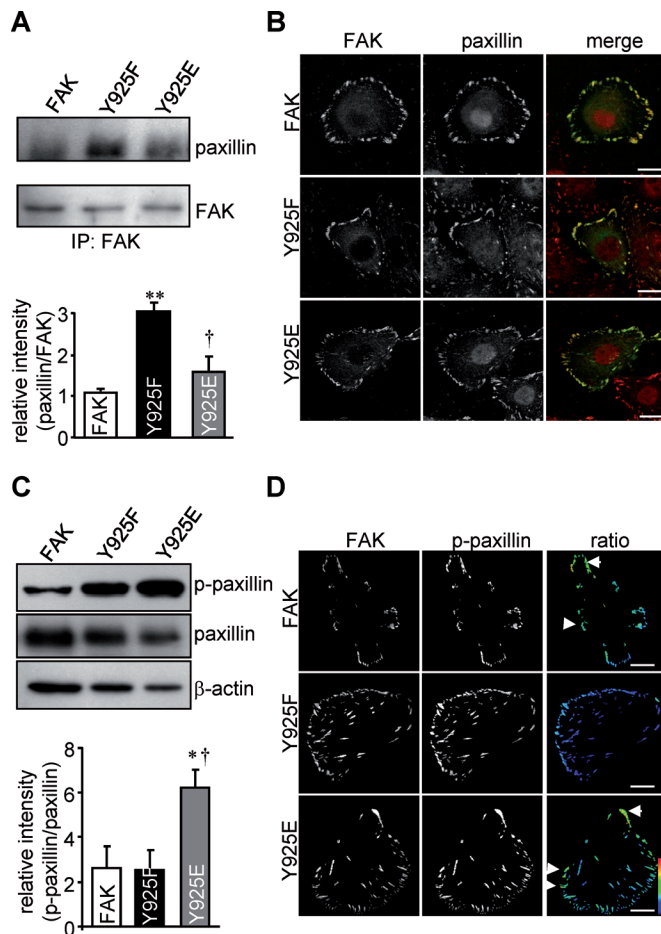 A
FAK Y925F Y925E
paxillin
FAK
IP: FAK
relative intensity
(paxillin/FAK)
3
2
1
0
**
†
FAK
Y925F
Y925E
B
FAK paxillin merge
FAK
Y925F
Y925E
C
FAK Y925F Y925E
p-paxillin
paxillin
β-actin
relative intensity
(p-paxillin/paxillin)
8
6
4
2
0
*†
FAK
Y925F
Y925E
D
FAK p-paxillin ratio
FAK
Y925F
Y925E